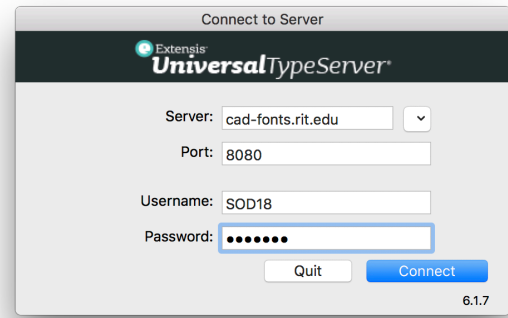 Connect to Server
Extensis
UniversalTypeServer
Server: cad-fonts.rit.edu
Port: 8080
Username: SOD18
Password: •••••••
Quit Connect
6.1.7